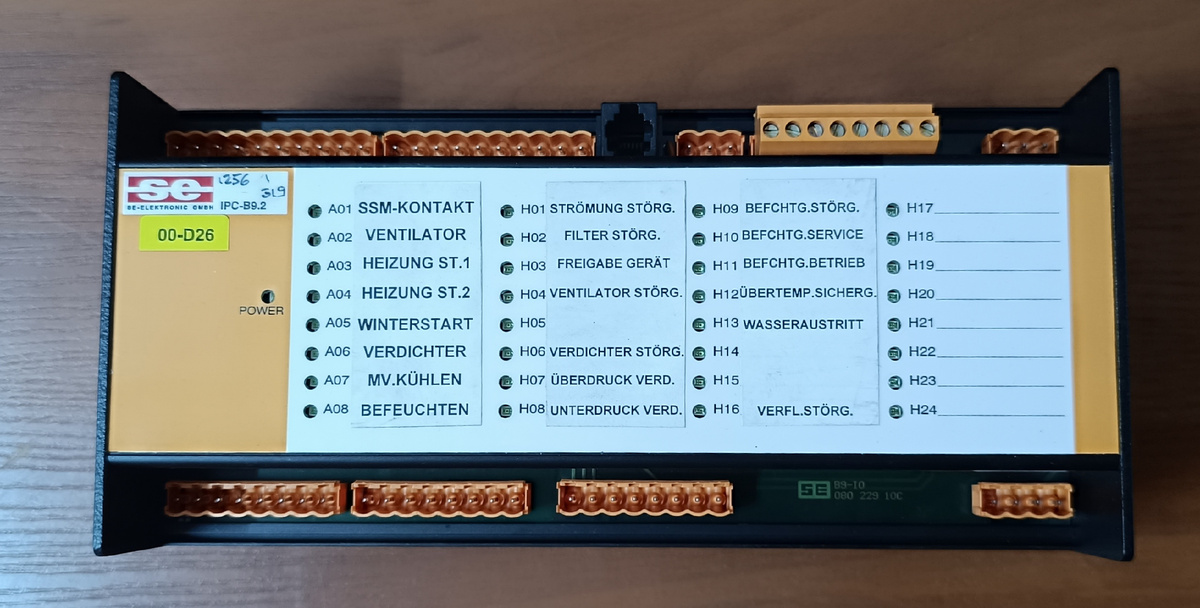 se
SE-ELEKTRONIC GMBH
IPC-B9.2
00-D26
POWER
A01 SSM-KONTAKT
A02 VENTILATOR
A03 HEIZUNG ST.1
A04 HEIZUNG ST.2
A05 WINTERSTART
A06 VERDICHTER
A07 MV.KÜHLEN
A08 BEFEUCHTEN
H01 STRÖMUNG STÖRG.
H02 FILTER STÖRG.
H03 FREIGABE GERÄT
H04 VENTILATOR STÖRG.
H05
H06 VERDICHTER STÖRG.
H07 ÜBERDRUCK VERD.
H08 UNTERDRUCK VERD.
H09 BEFCHTG.STÖRG.
H10 BEFCHTG.SERVICE
H11 BEFCHTG.BETRIEB
H12 ÜBERTEMP.SICHERG.
H13 WASSERAUSTRITT
H14
H15
H16 VERFL.STÖRG.
H17
H18
H19
H20
H21
H22
H23
H24
SE B9-IO
080 229 10C